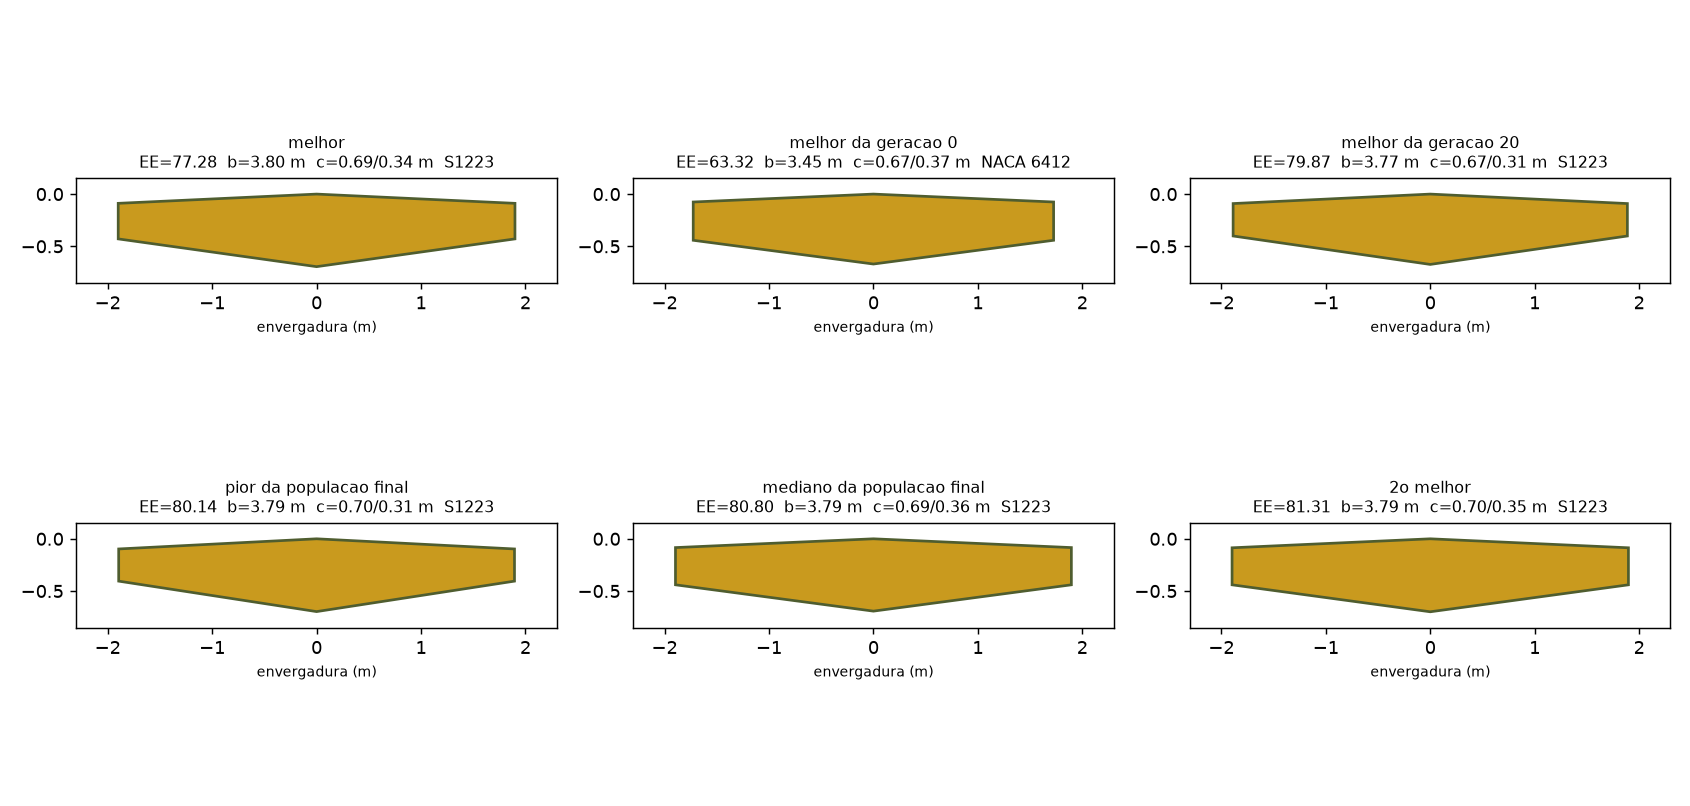 melhor
EE=77.28 b=3.80 m c=0.69/0.34 m S1223
0.0
−0.5
−2 −1 0 1 2
envergadura (m)
melhor da geracao 0
EE=63.32 b=3.45 m c=0.67/0.37 m NACA 6412
0.0
−0.5
−2 −1 0 1 2
envergadura (m)
melhor da geracao 20
EE=79.87 b=3.77 m c=0.67/0.31 m S1223
0.0
−0.5
−2 −1 0 1 2
envergadura (m)
pior da populacao final
EE=80.14 b=3.79 m c=0.70/0.31 m S1223
0.0
−0.5
−2 −1 0 1 2
envergadura (m)
mediano da populacao final
EE=80.80 b=3.79 m c=0.69/0.36 m S1223
0.0
−0.5
−2 −1 0 1 2
envergadura (m)
2o melhor
EE=81.31 b=3.79 m c=0.70/0.35 m S1223
0.0
−0.5
−2 −1 0 1 2
envergadura (m)